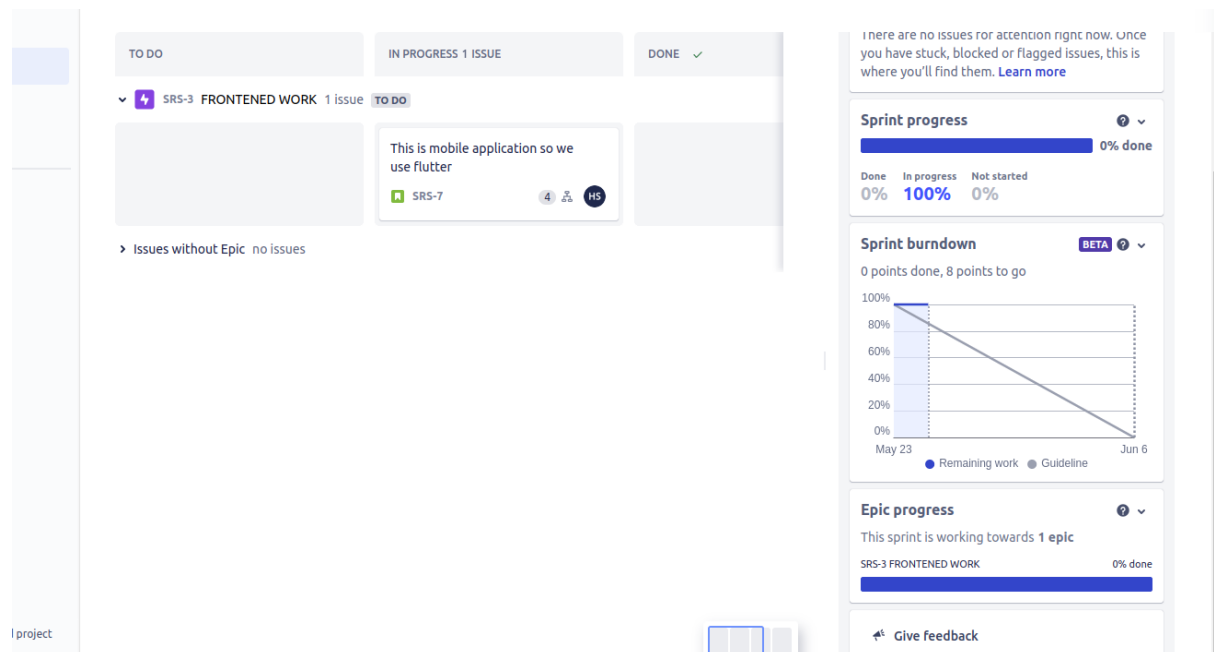 TO DO
IN PROGRESS 1 ISSUE
DONE
SRS-3 FRONTENED WORK 1 issue TO DO
This is mobile application so we
use flutter
SRS-7
4
HS
Issues without Epic no issues
project
There are no issues for attention right now. Once
you have stuck, blocked or flagged issues, this is
where you'll find them. Learn more
Sprint progress
0% done
Done In progress Not started
0% 100% 0%
Sprint burndown BETA
0 points done, 8 points to go
100%
80%
60%
40%
20%
0%
May 23 Jun 6
Remaining work Guideline
Epic progress
This sprint is working towards 1 epic
SRS-3 FRONTENED WORK 0% done
Give feedback